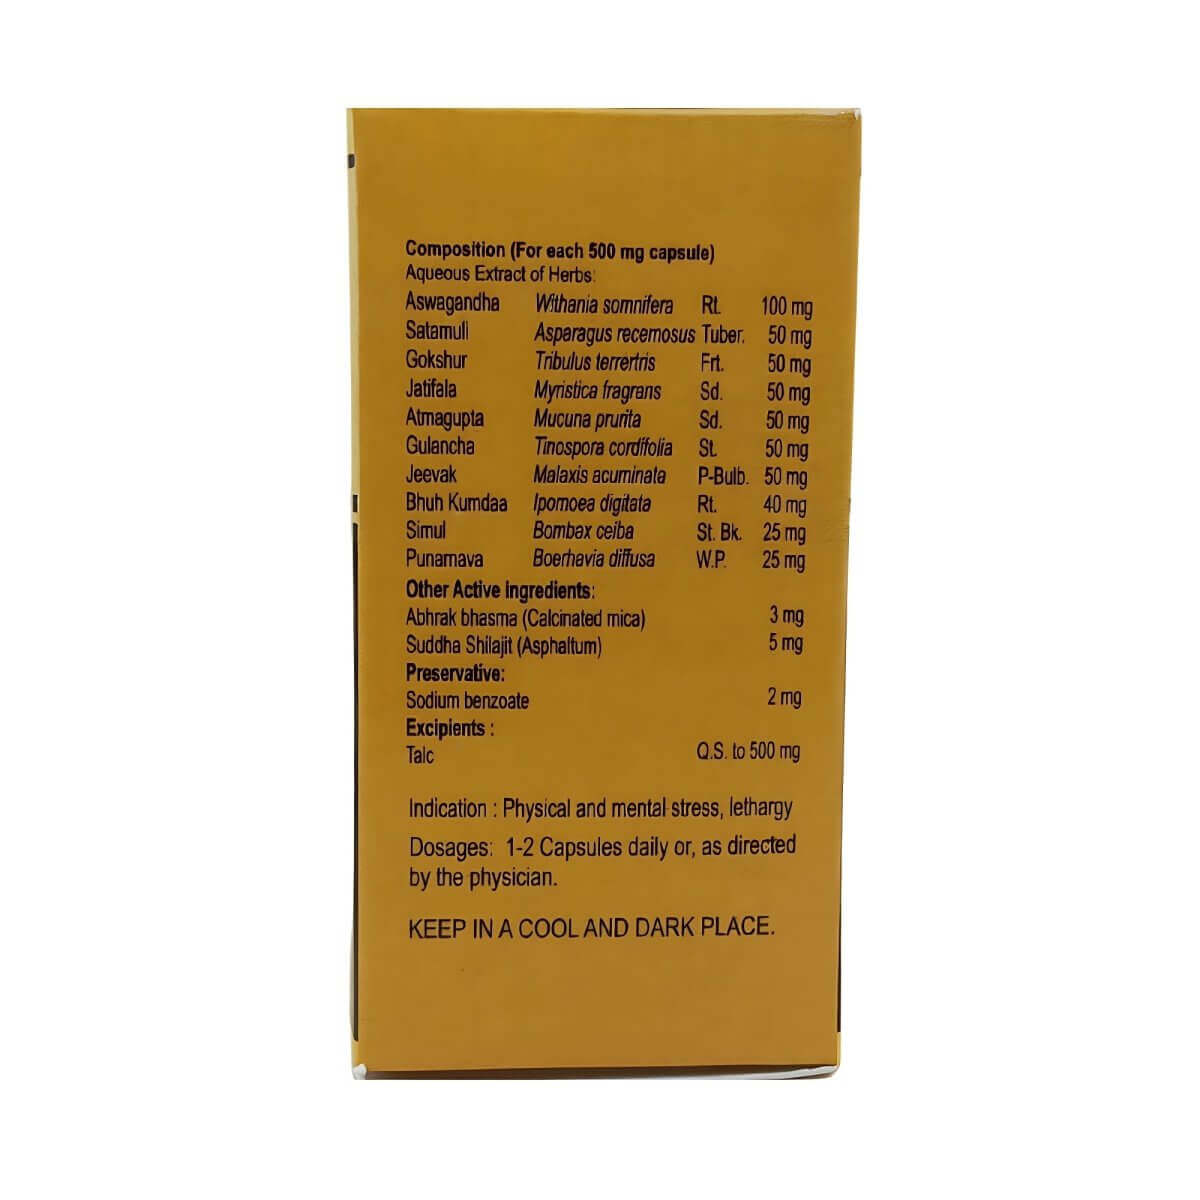 Composition (For each 500 mg capsule)
Aqueous Extract of Herbs:
Aswagandha Withania somnifera Rt. 100 mg
Satamuli Asparagus recemosus Tuber. 50 mg
Gokshur Tribulus terrertris Frt. 50 mg
Jatifala Myristica fragrans Sd. 50 mg
Atmagupta Mucuna prurita Sd. 50 mg
Gulancha Tinospora cordifolia St. 50 mg
Jeevak Malaxis acuminata P-Bulb. 50 mg
Bhuh Kumdaa Ipomoea digitata Rt. 40 mg
Simul Bombax ceiba St. Bk. 25 mg
Punarnava Boerhavia diffusa W.P. 25 mg
Other Active ingredients:
Abhrak bhasma (Calcinated mica) 3 mg
Suddha Shilajit (Asphaltum) 5 mg
Preservative:
Sodium benzoate 2 mg
Excipients :
Talc Q.S. to 500 mg
Indication : Physical and mental stress, lethargy
Dosages: 1-2 Capsules daily or, as directed
by the physician.
KEEP IN A COOL AND DARK PLACE.